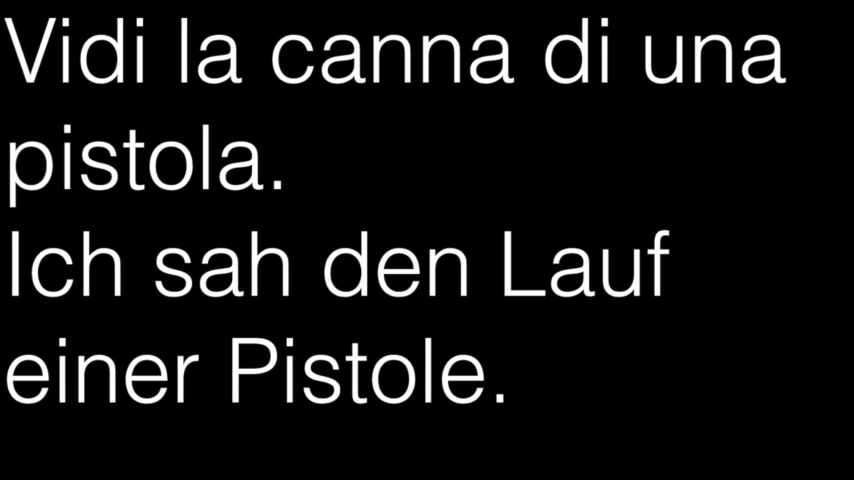 Vidi la canna di una
pistola.
Ich sah den Lauf
einer Pistole.